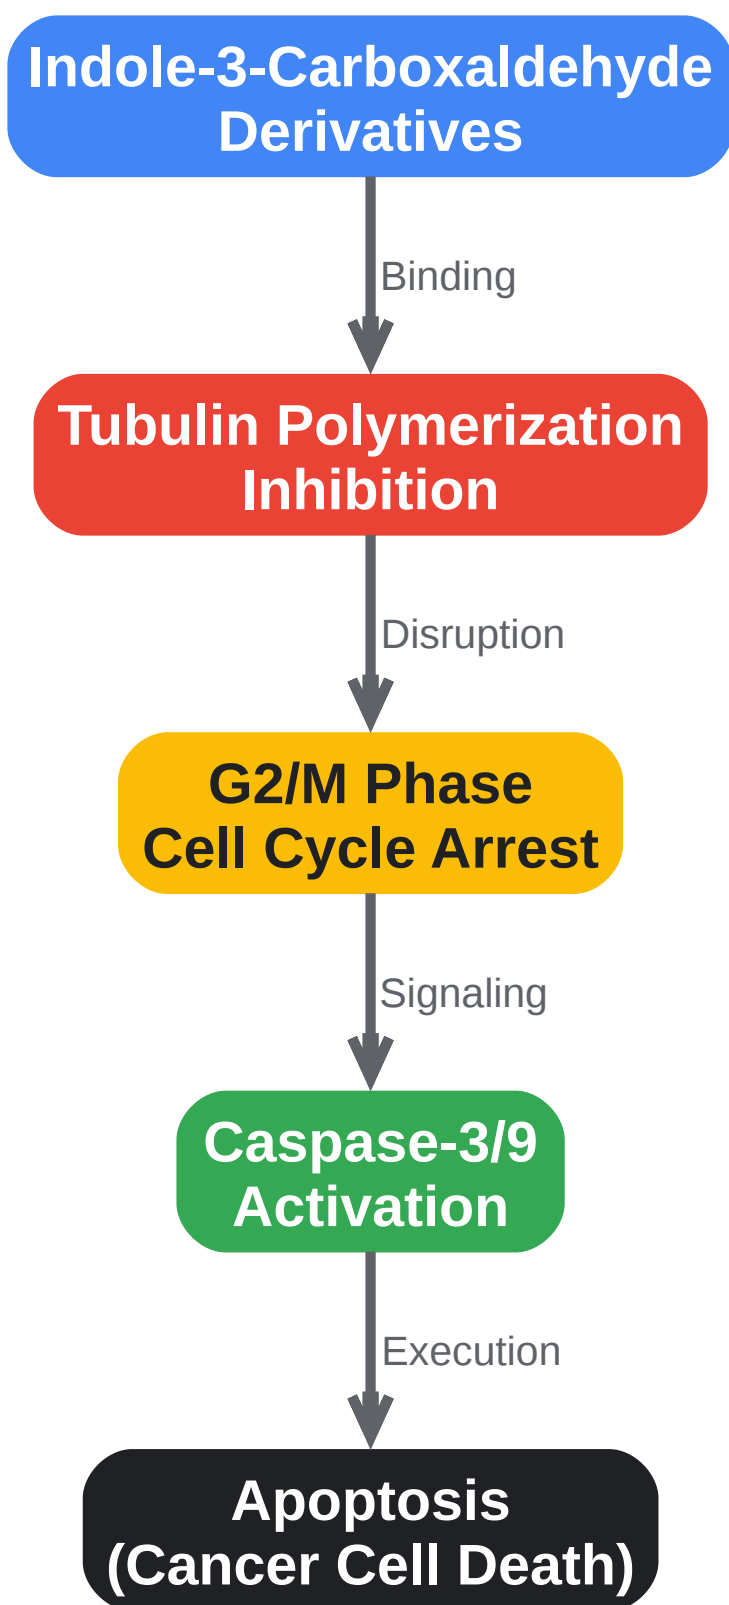 Indole-3-Carboxaldehyde
Derivatives
Binding
Tubulin Polymerization
Inhibition
Disruption
G2/M Phase
Cell Cycle Arrest
Signaling
Caspase-3/9
Activation
Execution
Apoptosis
(Cancer Cell Death)